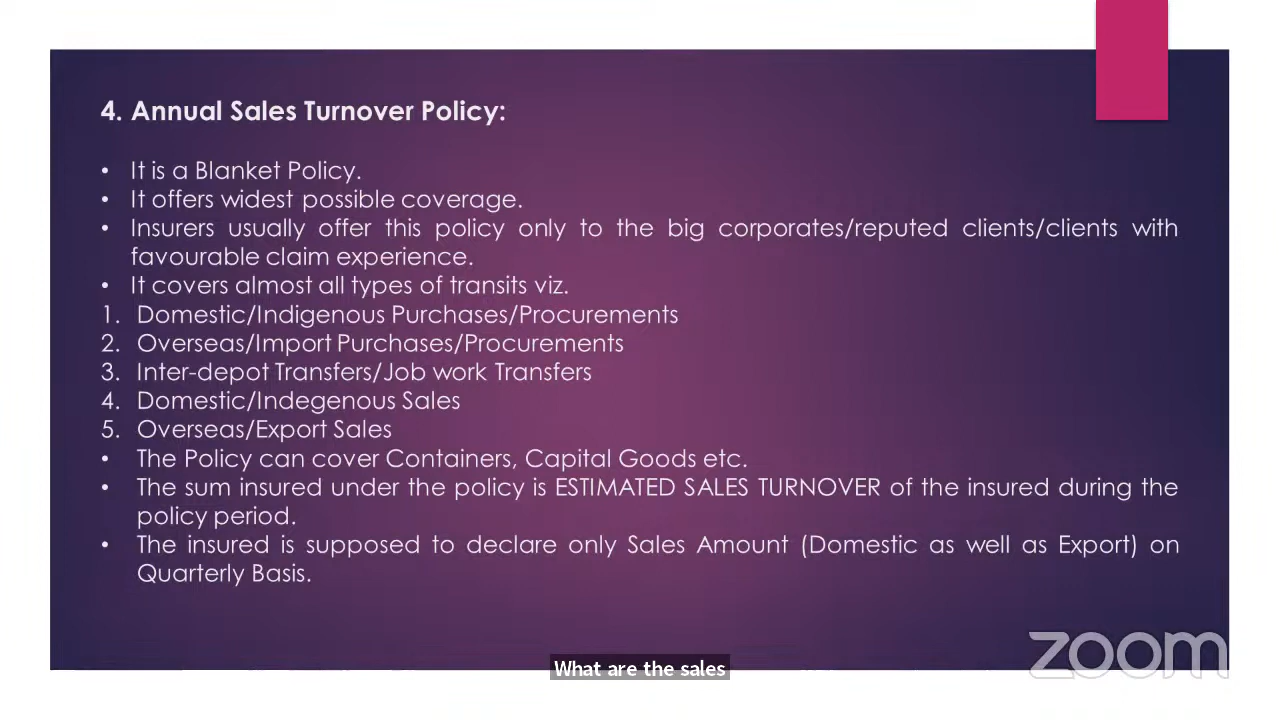 4. Annual Sales Turnover Policy:
• It is a Blanket Policy.
• It offers widest possible coverage.
• Insurers usually offer this policy only to the big corporates/reputed clients/clients with
favourable claim experience.
• It covers almost all types of transits viz.
1. Domestic/Indigenous Purchases/Procurements
2. Overseas/Import Purchases/Procurements
3. Inter-depot Transfers/Job work Transfers
4. Domestic/Indegenous Sales
5. Overseas/Export Sales
• The Policy can cover Containers, Capital Goods etc.
• The sum insured under the policy is ESTIMATED SALES TURNOVER of the insured during the
policy period.
• The insured is supposed to declare only Sales Amount (Domestic as well as Export) on
Quarterly Basis.
zoom
What are the sales